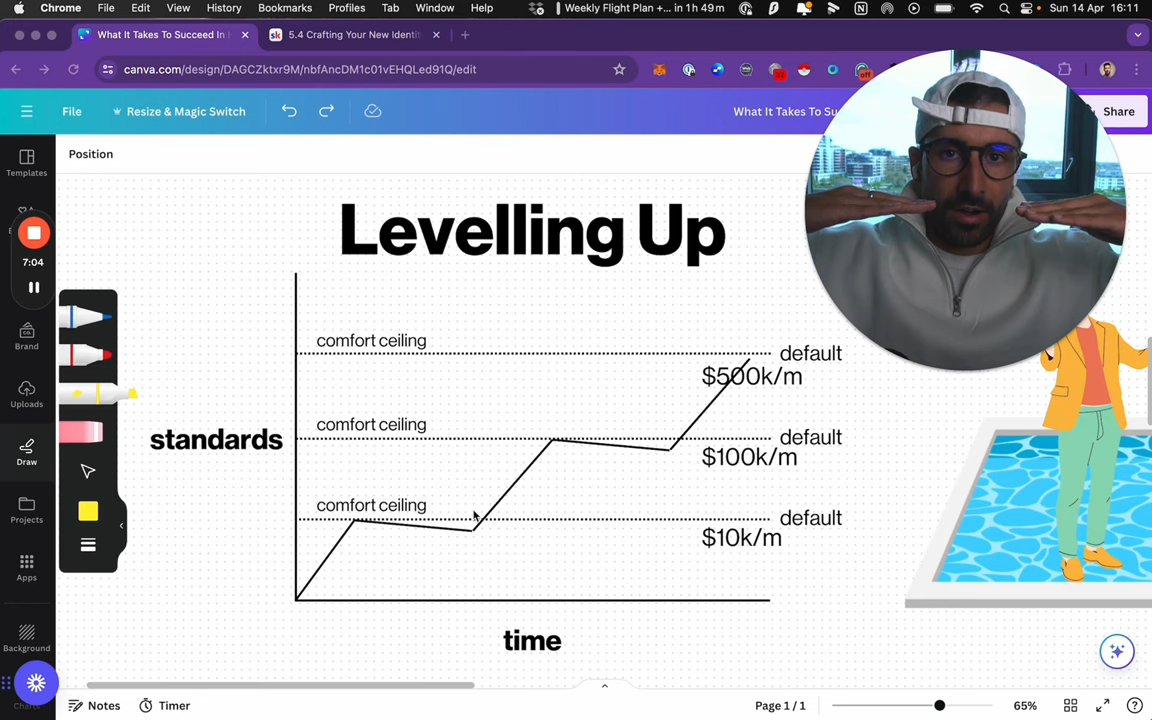 Chrome File Edit View History Bookmarks Profiles Tab Window Help Weekly Flight Plan +... in 1 h 49 m Sun 14 Apr 16:11
What It Takes To Succeed In 5.4 Crafting Your New Identi
canva.com/design/DAGCZktxr9M/nbfAncDM1c01vEHQLed91Q/edit
off
File Resize & Magic Switch What It Takes To Su Share
Position
Templates
7:04
Brand
Uploads
Draw
Projects
Apps
Background
Charts
Levelling Up
comfort ceiling default
$500k/m
comfort ceiling default
standards
$100k/m
comfort ceiling default
$10k/m
time
Notes Timer Page 1 / 1 65%